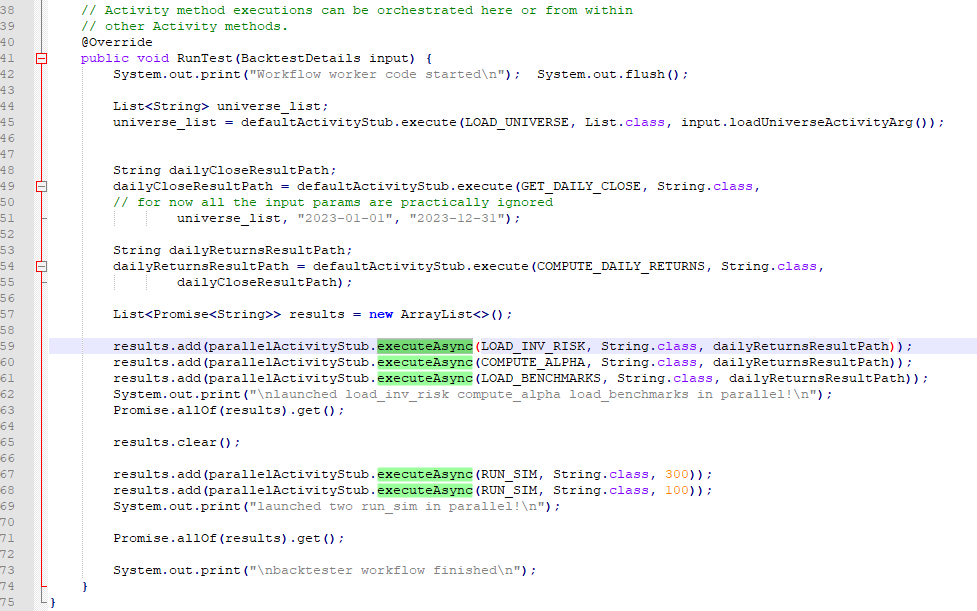 38 // Activity method executions can be orchestrated here or from within
39 // other Activity methods.
40 @Override
41 public void RunTest(BacktestDetails input) {
42 System.out.print("Workflow worker code started\n");  System.out.flush();
43
44 List<String> universe_list;
45 universe_list = defaultActivityStub.execute(LOAD_UNIVERSE, List.class, input.loadUniverseActivityArg());
46
47
48 String dailyCloseResultPath;
49 dailyCloseResultPath = defaultActivityStub.execute(GET_DAILY_CLOSE, String.class,
50 // for now all the input params are practically ignored
51 universe_list, "2023-01-01", "2023-12-31");
52
53 String dailyReturnsResultPath;
54 dailyReturnsResultPath = defaultActivityStub.execute(COMPUTE_DAILY_RETURNS, String.class,
55 dailyCloseResultPath);
56
57 List<Promise<String>> results = new ArrayList<>();
58
59 results.add(parallelActivityStub.executeAsync(LOAD_INV_RISK, String.class, dailyReturnsResultPath));
60 results.add(parallelActivityStub.executeAsync(COMPUTE_ALPHA, String.class, dailyReturnsResultPath));
61 results.add(parallelActivityStub.executeAsync(LOAD_BENCHMARKS, String.class, dailyReturnsResultPath));
62 System.out.print("\nlaunched load_inv_risk compute_alpha load_benchmarks in parallel!\n");
63 Promise.allOf(results).get();
64
65 results.clear();
66
67 results.add(parallelActivityStub.executeAsync(RUN_SIM, String.class, 300));
68 results.add(parallelActivityStub.executeAsync(RUN_SIM, String.class, 100));
69 System.out.print("launched two run_sim in parallel!\n");
70
71 Promise.allOf(results).get();
72
73 System.out.print("\nbacktester workflow finished\n");
74 }
75 }